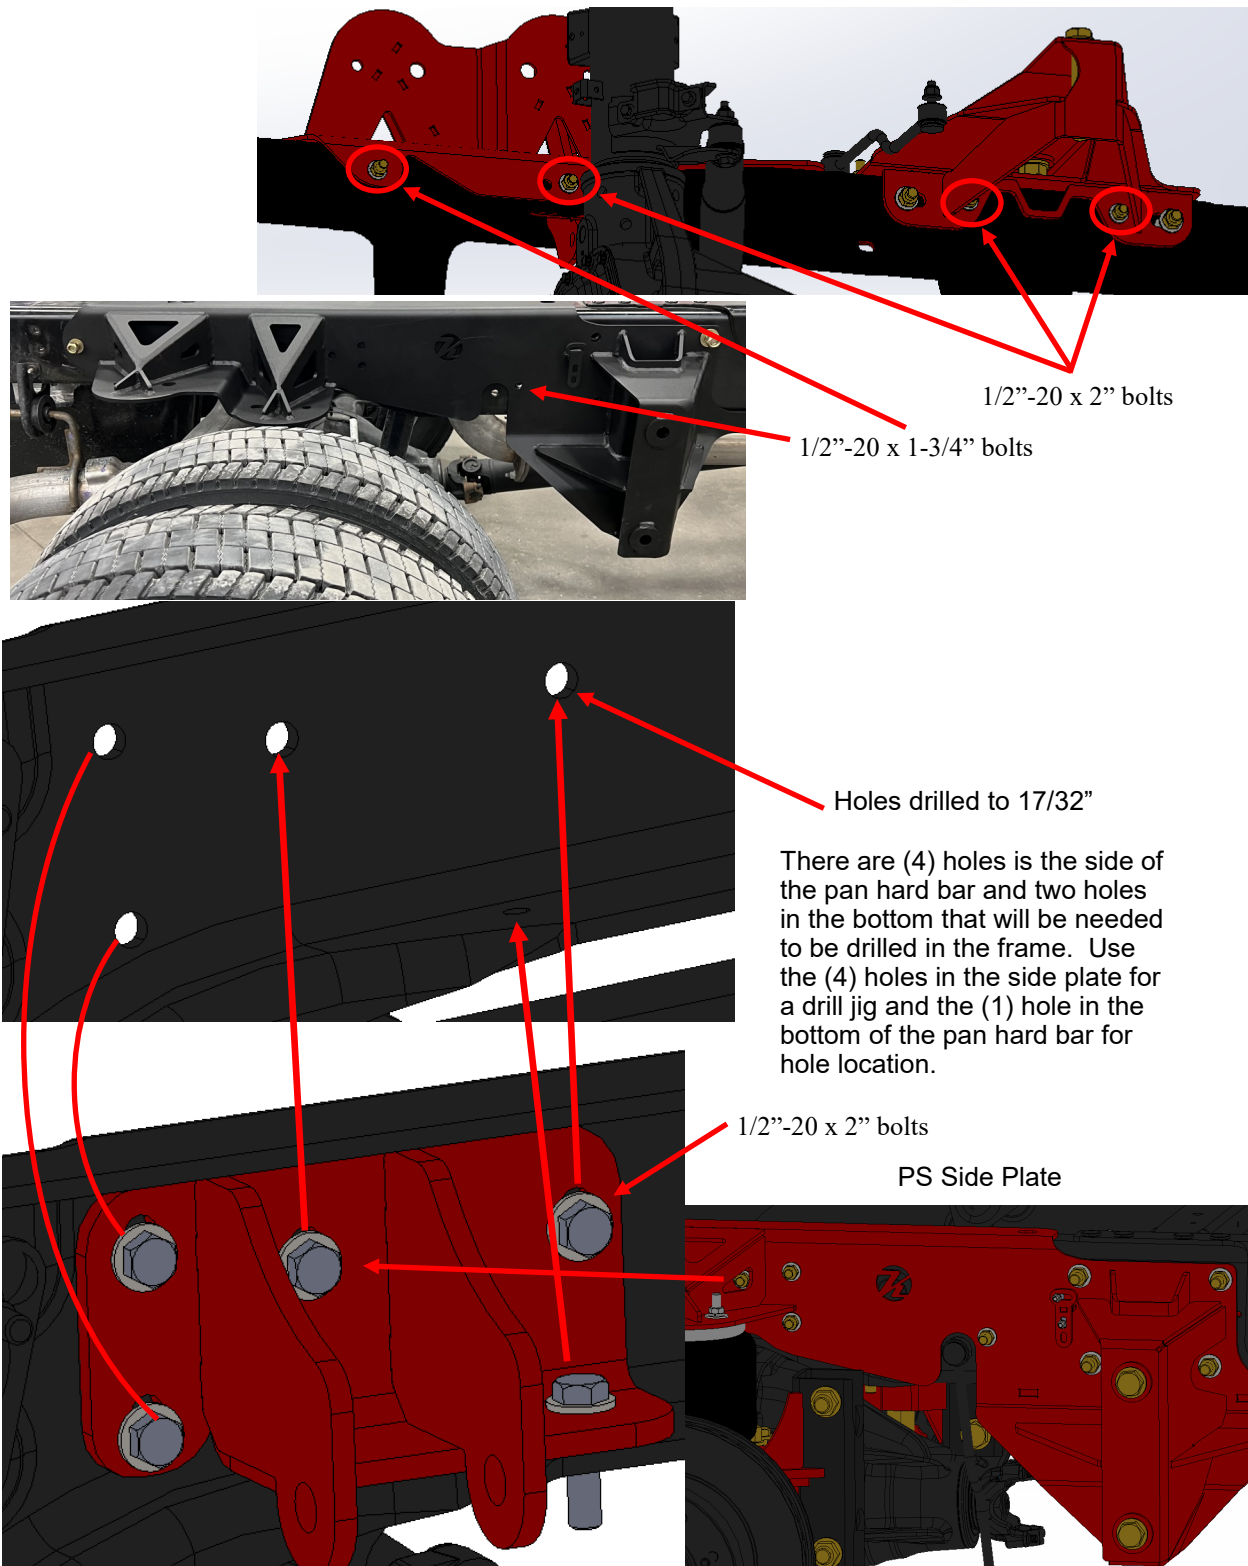 1/2”-20 x 2” bolts
1/2”-20 x 1-3/4” bolts
Holes drilled to 17/32”
There are (4) holes is the side of
the pan hard bar and two holes
in the bottom that will be needed
to be drilled in the frame.  Use
the (4) holes in the side plate for
a drill jig and the (1) hole in the
bottom of the pan hard bar for
hole location.
1/2”-20 x 2” bolts
PS Side Plate